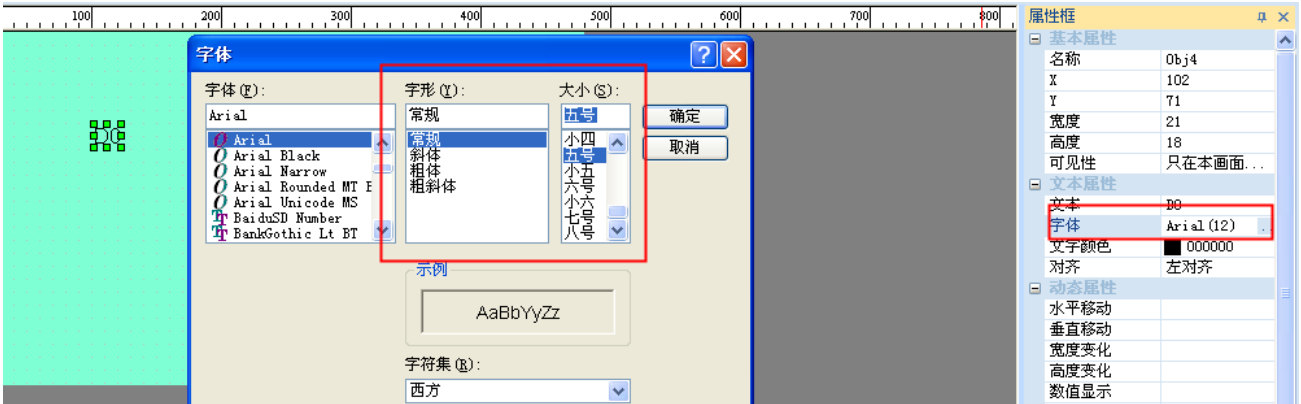 100 200 300 400 500 600 700 800
属性框
基本属性
名称 Obj4
X 102
Y 71
宽度 21
高度 18
可见性 只在本画面...
文本属性
文本
字体 Arial(12)
文字颜色 000000
对齐 左对齐
动态属性
水平移动
垂直移动
宽度变化
高度变化
数值显示
字体
字体(F):
Arial
Arial
Arial Black
Arial Narrow
Arial Rounded MT
Arial Unicode MS
BaiduSD Number
BankGothic Lt BT
字形(Y):
常规
常规
斜体
粗体
粗斜体
大小(S):
五号
小四
五号
小五
六号
小六
七号
八号
确定
取消
示例
AaBbYyZz
字符集(R):
西方